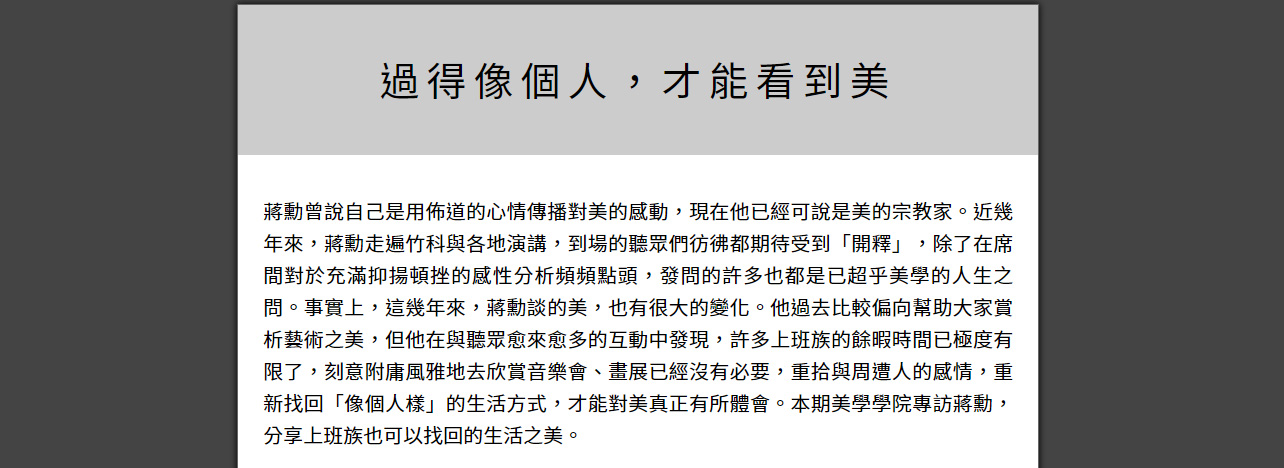 過得像個人，才能看到美
蔣勳曾說自己是用佈道的心情傳播對美的感動，現在他已經可說是美的宗教家。近幾
年來，蔣勳走遍竹科與各地演講，到場的聽眾們彷彿都期待受到「開釋」，除了在席
間對於充滿抑揚頓挫的感性分析頻頻點頭，發問的許多也都是已超乎美學的人生之
問。事實上，這幾年來，蔣勳談的美，也有很大的變化。他過去比較偏向幫助大家賞
析藝術之美，但他在與聽眾愈來愈多的互動中發現，許多上班族的餘暇時間已極度有
限了，刻意附庸風雅地去欣賞音樂會、畫展已經沒有必要，重拾與周遭人的感情，重
新找回「像個人樣」的生活方式，才能對美真正有所體會。本期美學學院專訪蔣勳，
分享上班族也可以找回的生活之美。